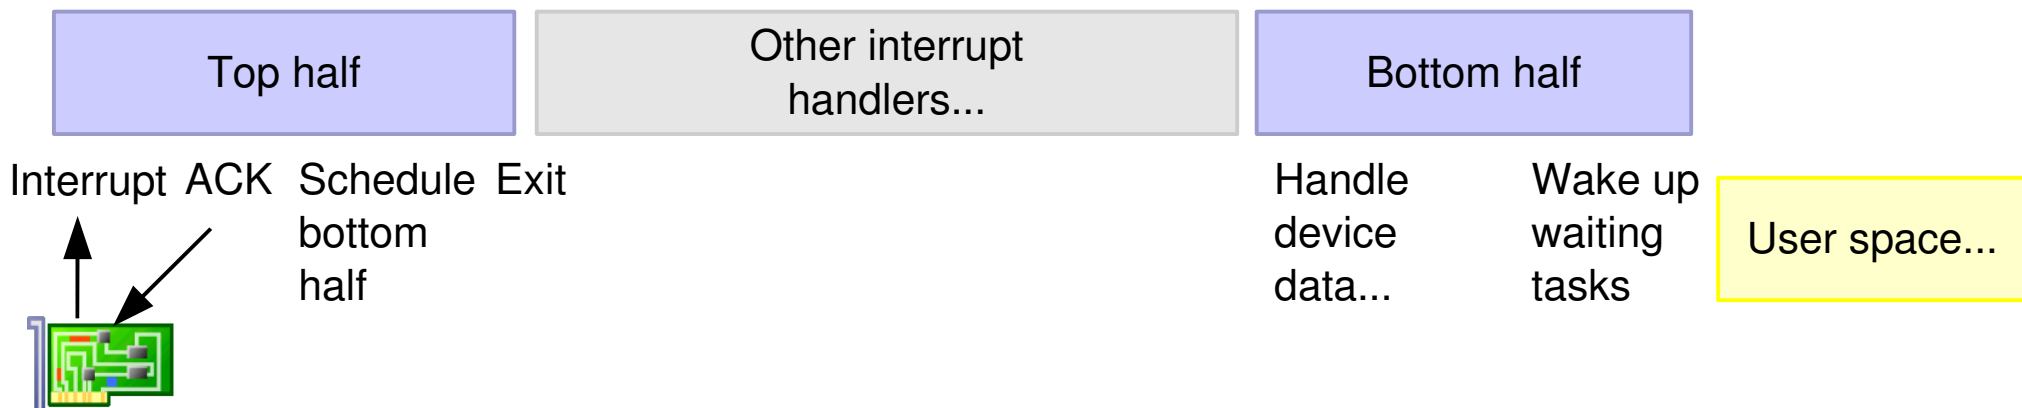 Top half
Other interrupt
handlers...
Bottom half
Interrupt
ACK
Schedule
bottom
half
Exit
Handle
device
data...
Wake up
waiting
tasks
User space...